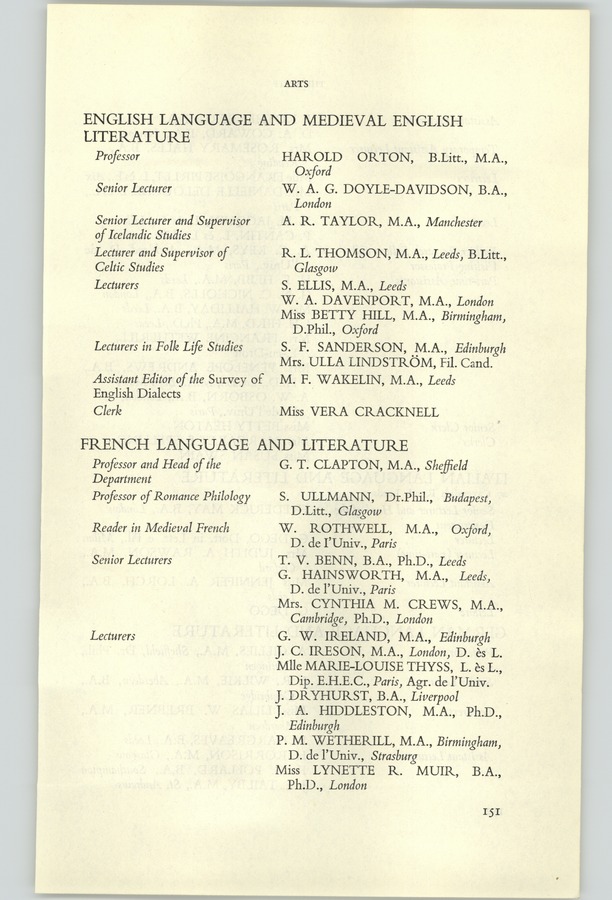 ARTS
ENGLISH LANGUAGE AND MEDIEVAL ENGLISH
LITERATURE
Professor HAROLD ORTON, B.Litt., M.A.,
Oxford
Senior Lecturer W. A. G. DOYLE-DAVIDSON, B.A.,
London
Senior Lecturer and Supervisor A. R. TAYLOR, M.A., Manchester
of Icelandic Studies
Lecturer and Supervisor of R. L. THOMSON, M.A., Leeds, B.Litt.,
Celtic Studies Glasgow
Lecturers S. ELLIS, M.A., Leeds
W. A. DAVENPORT, M.A., London
Miss BETTY HILL, M.A., Birmingham,
D.Phil., Oxford
Lecturers in Folk Life Studies S. F. SANDERSON, M.A., Edinburgh
Mrs. ULLA LINDSTRÖM, Fil. Cand.
Assistant Editor of the Survey of M. F. WAKELIN, M.A., Leeds
English Dialects
Clerk Miss VERA CRACKNELL
FRENCH LANGUAGE AND LITERATURE
Professor and Head of the G. T. CLAPTON, M.A., Sheffield
Department
Professor of Romance Philology S. ULLMANN, Dr.Phil., Budapest,
D.Litt., Glasgow
Reader in Medieval French W. ROTHWELL, M.A., Oxford,
D. de l'Univ., Paris
Senior Lecturers T. V. BENN, B.A., Ph.D., Leeds
G. HAINSWORTH, M.A., Leeds,
D. de l'Univ., Paris
Mrs. CYNTHIA M. CREWS, M.A.,
Cambridge, Ph.D., London
Lecturers G. W. IRELAND, M.A., Edinburgh
J. C. IRESON, M.A., London, D. ès L.
Mlle MARIE-LOUISE THYSS, L. ès L.,
Dip. E.H.E.C., Paris, Agr. de l'Univ.
J. DRYHURST, B.A., Liverpool
J. A. HIDDLESTON, M.A., Ph.D.,
Edinburgh
P. M. WETHERILL, M.A., Birmingham,
D. de l'Univ., Strasburg
Miss LYNETTE R. MUIR, B.A.,
Ph.D., London
151